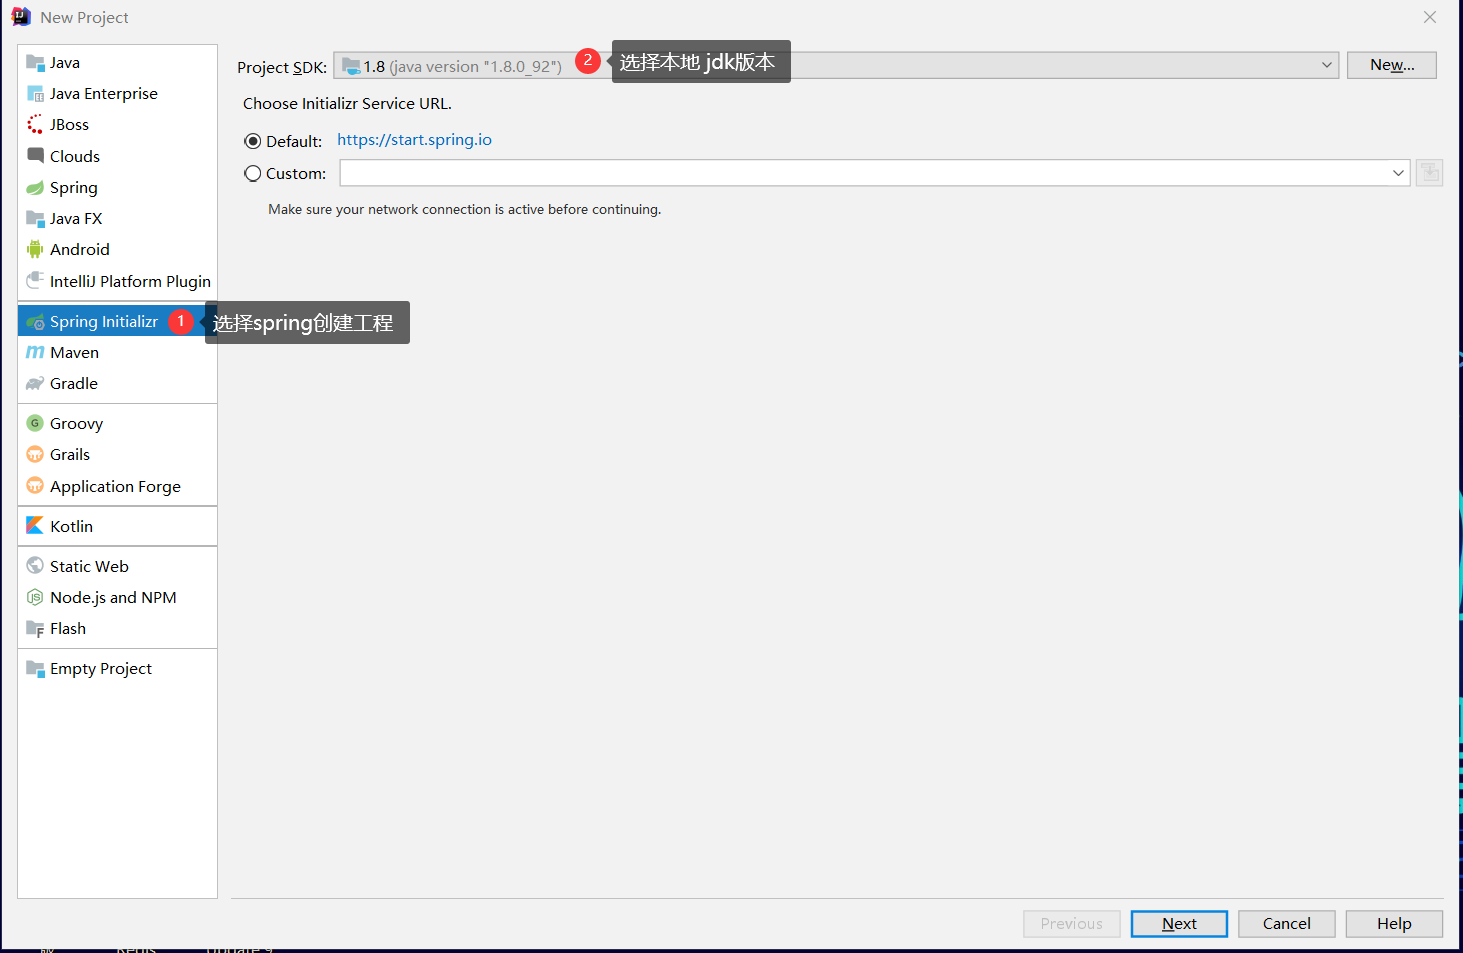 New Project
Java
Java Enterprise
JBoss
Clouds
Spring
Java FX
Android
IntelliJ Platform Plugin
Spring Initializr 1 选择spring创建工程
Maven
Gradle
Groovy
Grails
Application Forge
Kotlin
Static Web
Node.js and NPM
Flash
Empty Project
Project SDK: 1.8 (java version "1.8.0_92") 2 选择本地 jdk版本 New...
Choose Initializr Service URL.
Default: https://start.spring.io
Custom:
Make sure your network connection is active before continuing.
Previous Next Cancel Help